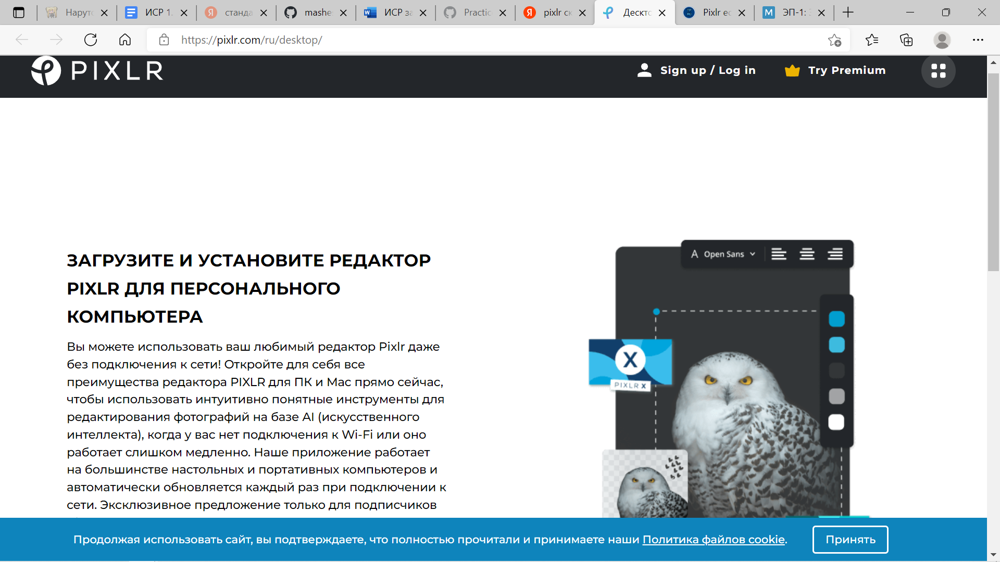 Наруто
ИСР 1.
станда
mashe
ИСР за
Practic
pixlr ск
Десктс
Pixlr ес
ЭП-1:
https://pixlr.com/ru/desktop/
PIXLR
Sign up / Log in
Try Premium
ЗАГРУЗИТЕ И УСТАНОВИТЕ РЕДАКТОР
PIXLR ДЛЯ ПЕРСОНАЛЬНОГО
КОМПЬЮТЕРА
Вы можете использовать ваш любимый редактор Pixlr даже
без подключения к сети! Откройте для себя все
преимущества редактора PIXLR для ПК и Mac прямо сейчас,
чтобы использовать интуитивно понятные инструменты для
редактирования фотографий на базе AI (искусственного
интеллекта), когда у вас нет подключения к Wi-Fi или оно
работает слишком медленно. Наше приложение работает
на большинстве настольных и портативных компьютеров и
автоматически обновляется каждый раз при подключении к
сети. Эксклюзивное предложение только для подписчиков
A Open Sans
X
PIXLR X
Продолжая использовать сайт, вы подтверждаете, что полностью прочитали и принимаете наши Политика файлов cookie.
Принять